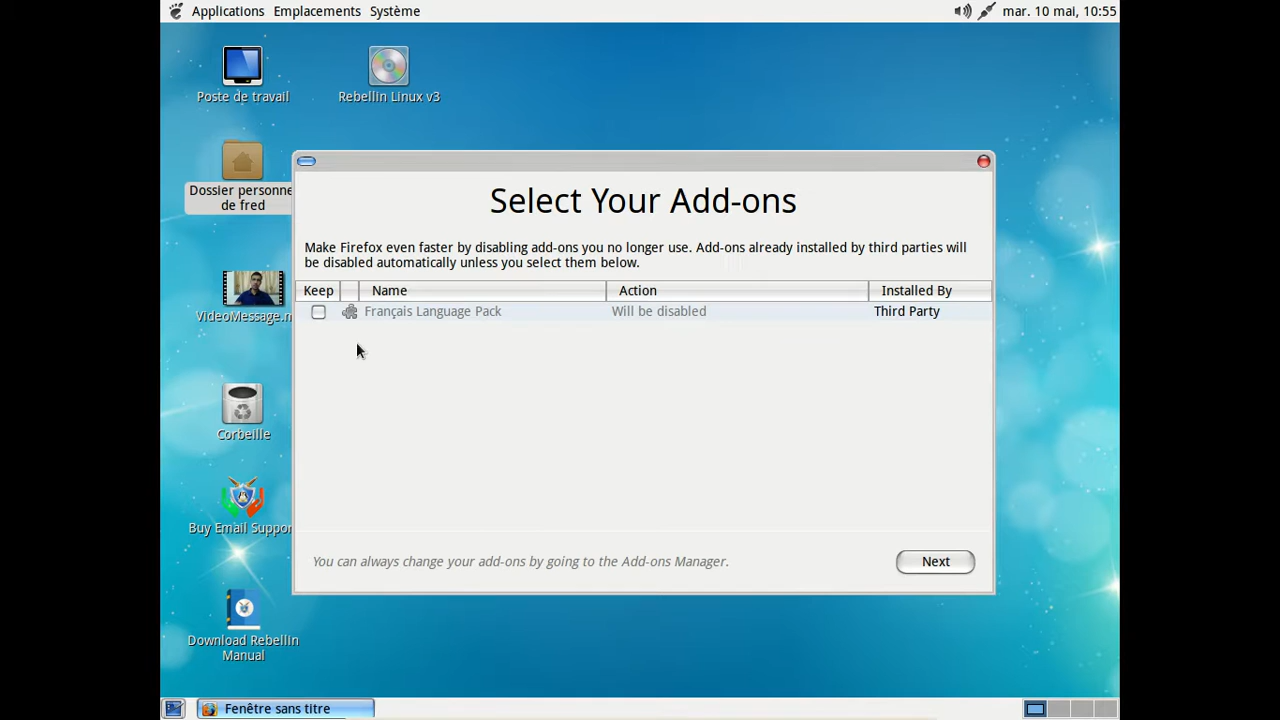 Applications Emplacements Système
mar. 10 mai, 10:55
Poste de travail
Rebellin Linux v3
Dossier personne
de fred
VideoMessage.m
Corbeille
Buy Email Suppor
Download Rebellin
Manual
Select Your Add-ons
Make Firefox even faster by disabling add-ons you no longer use. Add-ons already installed by third parties will
be disabled automatically unless you select them below.
Keep Name Action Installed By
Français Language Pack Will be disabled Third Party
You can always change your add-ons by going to the Add-ons Manager.
Next
Fenêtre sans titre